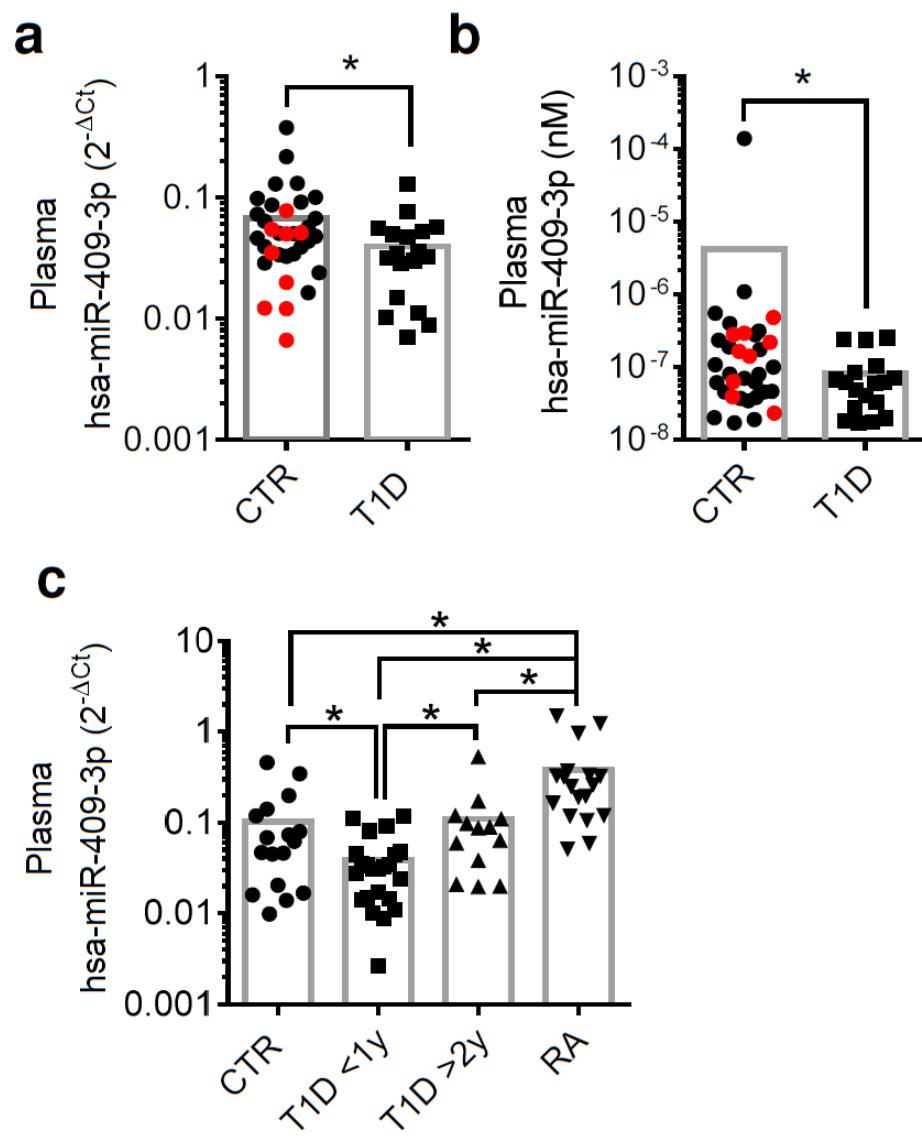 a
Plasma
hsa-miR-409-3p (2^-ΔCt)
1
0.1
0.01
0.001
*
CTR
T1D
b
Plasma
hsa-miR-409-3p (nM)
10^-3
10^-4
10^-5
10^-6
10^-7
10^-8
*
CTR
T1D
c
Plasma
hsa-miR-409-3p (2^-ΔCt)
10
1
0.1
0.01
0.001
*
*
*
*
*
CTR
T1D <1y
T1D >2y
RA